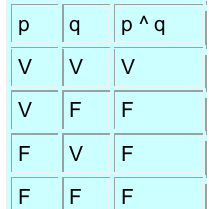 p q p ^ q
V V V
V F F
F V F
F F F